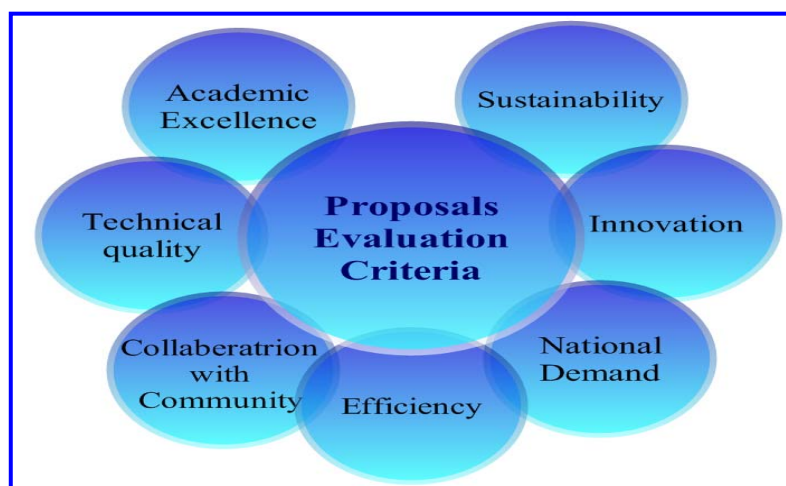 Academic
Excellence
Sustainability
Proposals
Evaluation
Criteria
Technical
quality
Innovation
Collaberatrion
with
Community
Efficiency
National
Demand